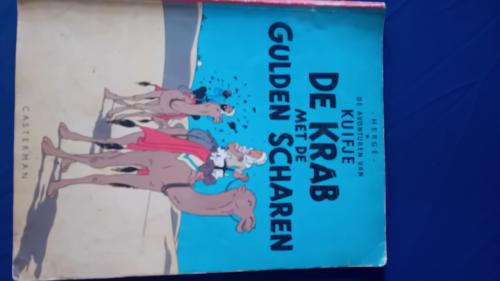 - HERGÉ -
DE AVONTUREN VAN
KUIFJE
DE KRAB
MET DE
GULDEN SCHAREN
CASTERMAN